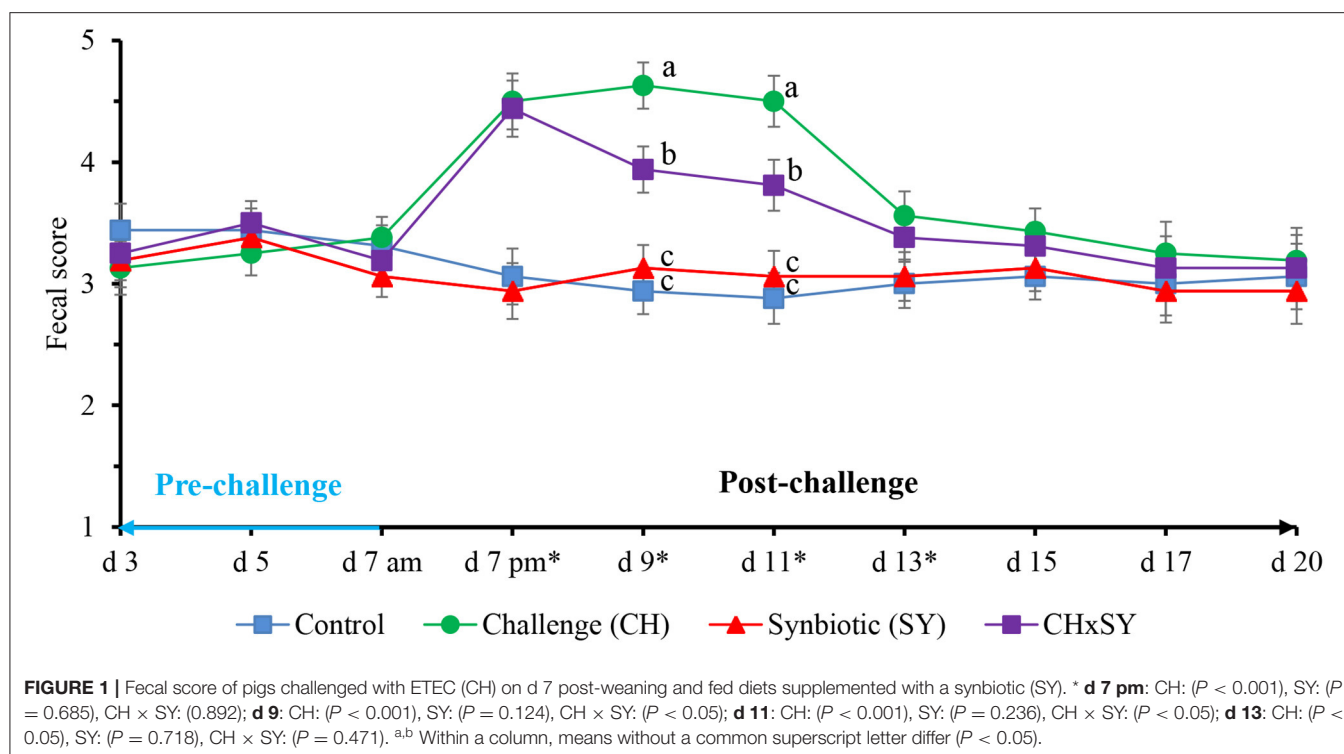 5
4
3
2
1
Fecal score
a
a
b
b
c
c
c
c
Pre-challenge
Post-challenge
d 3 d 5 d 7 am d 7 pm* d 9* d 11* d 13* d 15 d 17 d 20
Control Challenge (CH) Synbiotic (SY) CHxSY
FIGURE 1 | Fecal score of pigs challenged with ETEC (CH) on d 7 post-weaning and fed diets supplemented with a synbiotic (SY). * d 7 pm: CH: (P < 0.001), SY: (P
= 0.685), CH × SY: (0.892); d 9: CH: (P < 0.001), SY: (P = 0.124), CH × SY: (P < 0.05); d 11: CH: (P < 0.001), SY: (P = 0.236), CH × SY: (P < 0.05); d 13: CH: (P <
0.05), SY: (P = 0.718), CH × SY: (P = 0.471). a,b Within a column, means without a common superscript letter differ (P < 0.05).